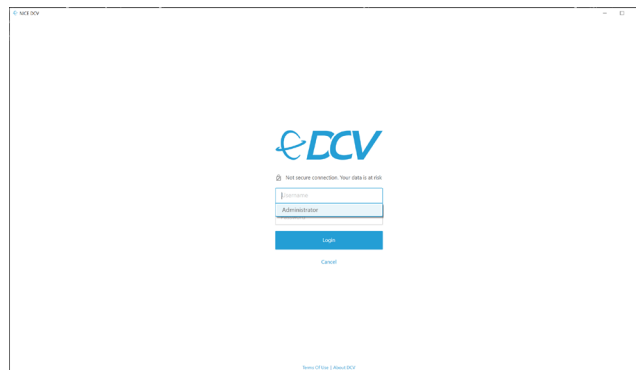 NICE DCV
DCV
Not secure connection. Your data is at risk
Username
Administrator
Login
Cancel
Terms Of Use | About DCV